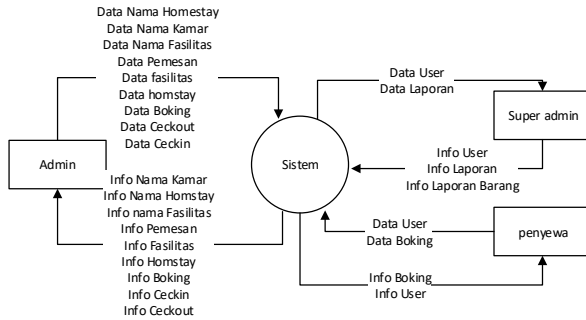 Data Nama Homestay
Data Nama Kamar
Data Nama Fasilitas
Data Pemesan
Data fasilitas
Data homstay
Data Boking
Data Ceckout
Data Ceckin
Admin
Info Nama Kamar
Info Nama Homstay
Info nama Fasilitas
Info Pemesan
Info Fasilitas
Info Homstay
Info Boking
Info Ceckin
Info Ceckout
Sistem
Data User
Data Laporan
Super admin
Info User
Info Laporan
Info Laporan Barang
Data User
Data Boking
penyewa
Info Boking
Info User